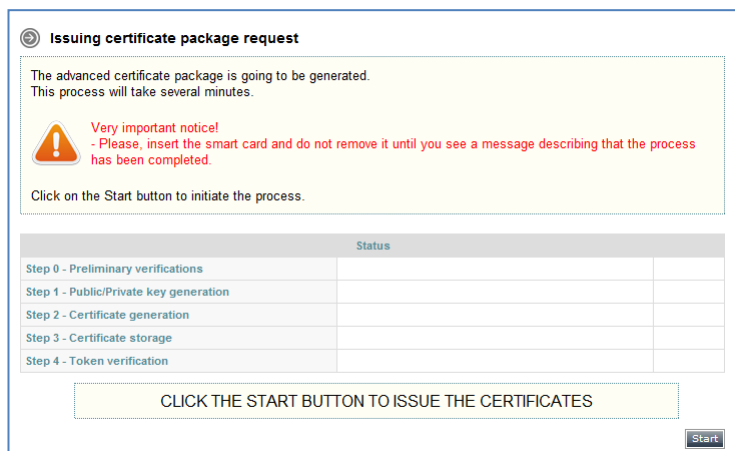 Issuing certificate package request
The advanced certificate package is going to be generated.
This process will take several minutes.
Very important notice!
- Please, insert the smart card and do not remove it until you see a message describing that the process
has been completed.
Click on the Start button to initiate the process.
Status
Step 0 - Preliminary verifications
Step 1 - Public/Private key generation
Step 2 - Certificate generation
Step 3 - Certificate storage
Step 4 - Token verification
CLICK THE START BUTTON TO ISSUE THE CERTIFICATES
Start